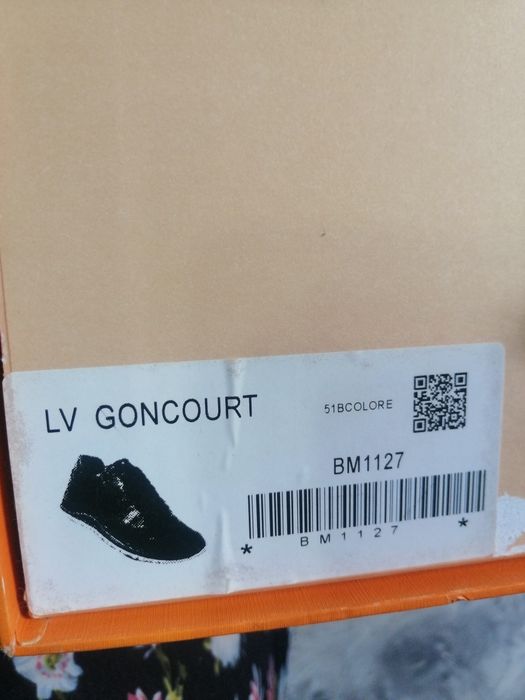 LV GONCOURT
51BCOLORE
BM1127
* BM1127 *